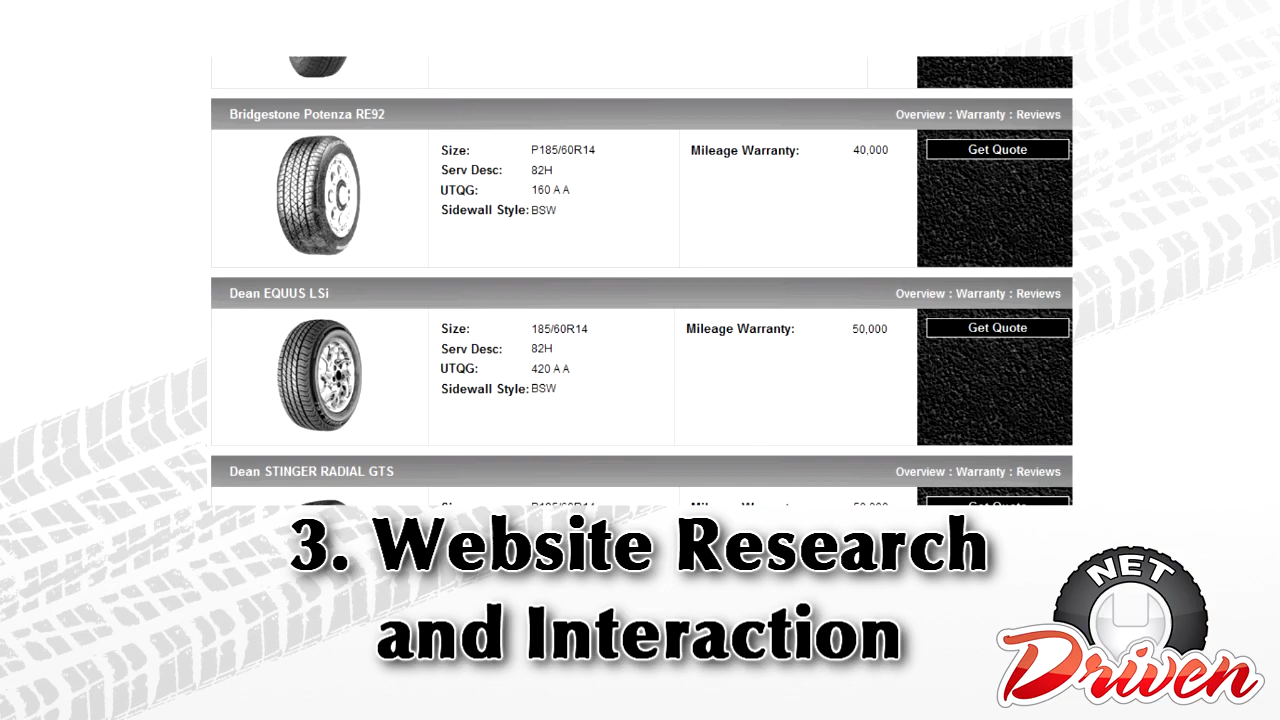 Bridgestone Potenza RE92 Overview : Warranty : Reviews
Size: P185/60R14 Mileage Warranty: 40,000 Get Quote
Serv Desc: 82H
UTQG: 160 A A
Sidewall Style: BSW
Dean EQUUS LSi Overview : Warranty : Reviews
Size: 185/60R14 Mileage Warranty: 50,000 Get Quote
Serv Desc: 82H
UTQG: 420 A A
Sidewall Style: BSW
Dean STINGER RADIAL GTS Overview : Warranty : Reviews
3. Website Research
and Interaction
NET
Driven